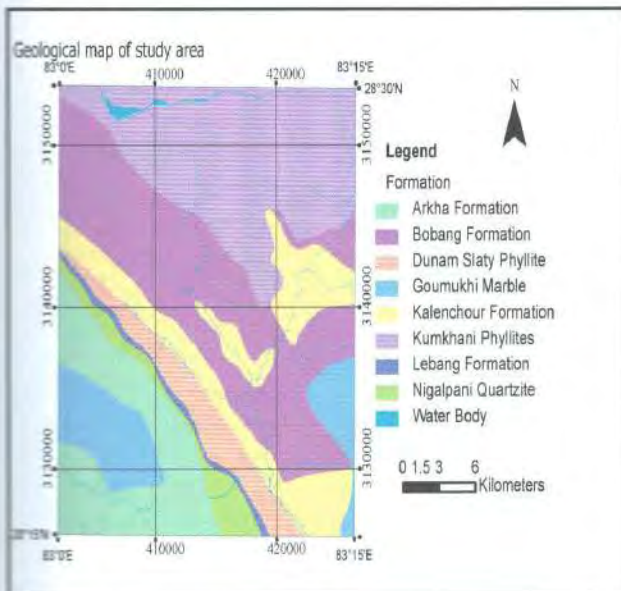 Geological map of study area
83°0'E
410000
420000
83°15'E
28°30'N
N
3150000
3150000
Legend
Formation
Arkha Formation
Bobang Formation
Dunam Slaty Phyllite
Goumukhi Marble
3140000
3140000
Kalenchour Formation
Kumkhani Phyllites
Lebang Formation
Nigalpani Quartzite
Water Body
3130000
3130000
0 1.5 3 6
Kilometers
83°0'E
410000
420000
83°15'E